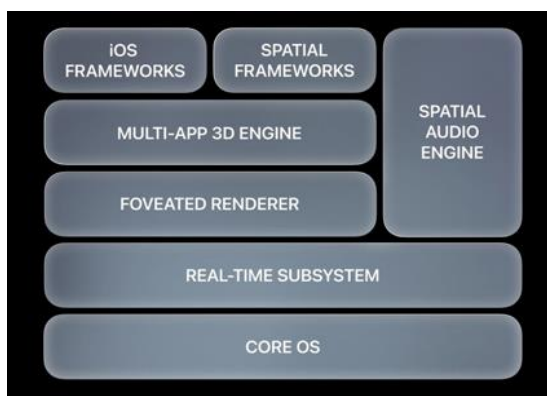 iOS
FRAMEWORKS
SPATIAL
FRAMEWORKS
SPATIAL
AUDIO
ENGINE
MULTI-APP 3D ENGINE
FOVEATED RENDERER
REAL-TIME SUBSYSTEM
CORE OS